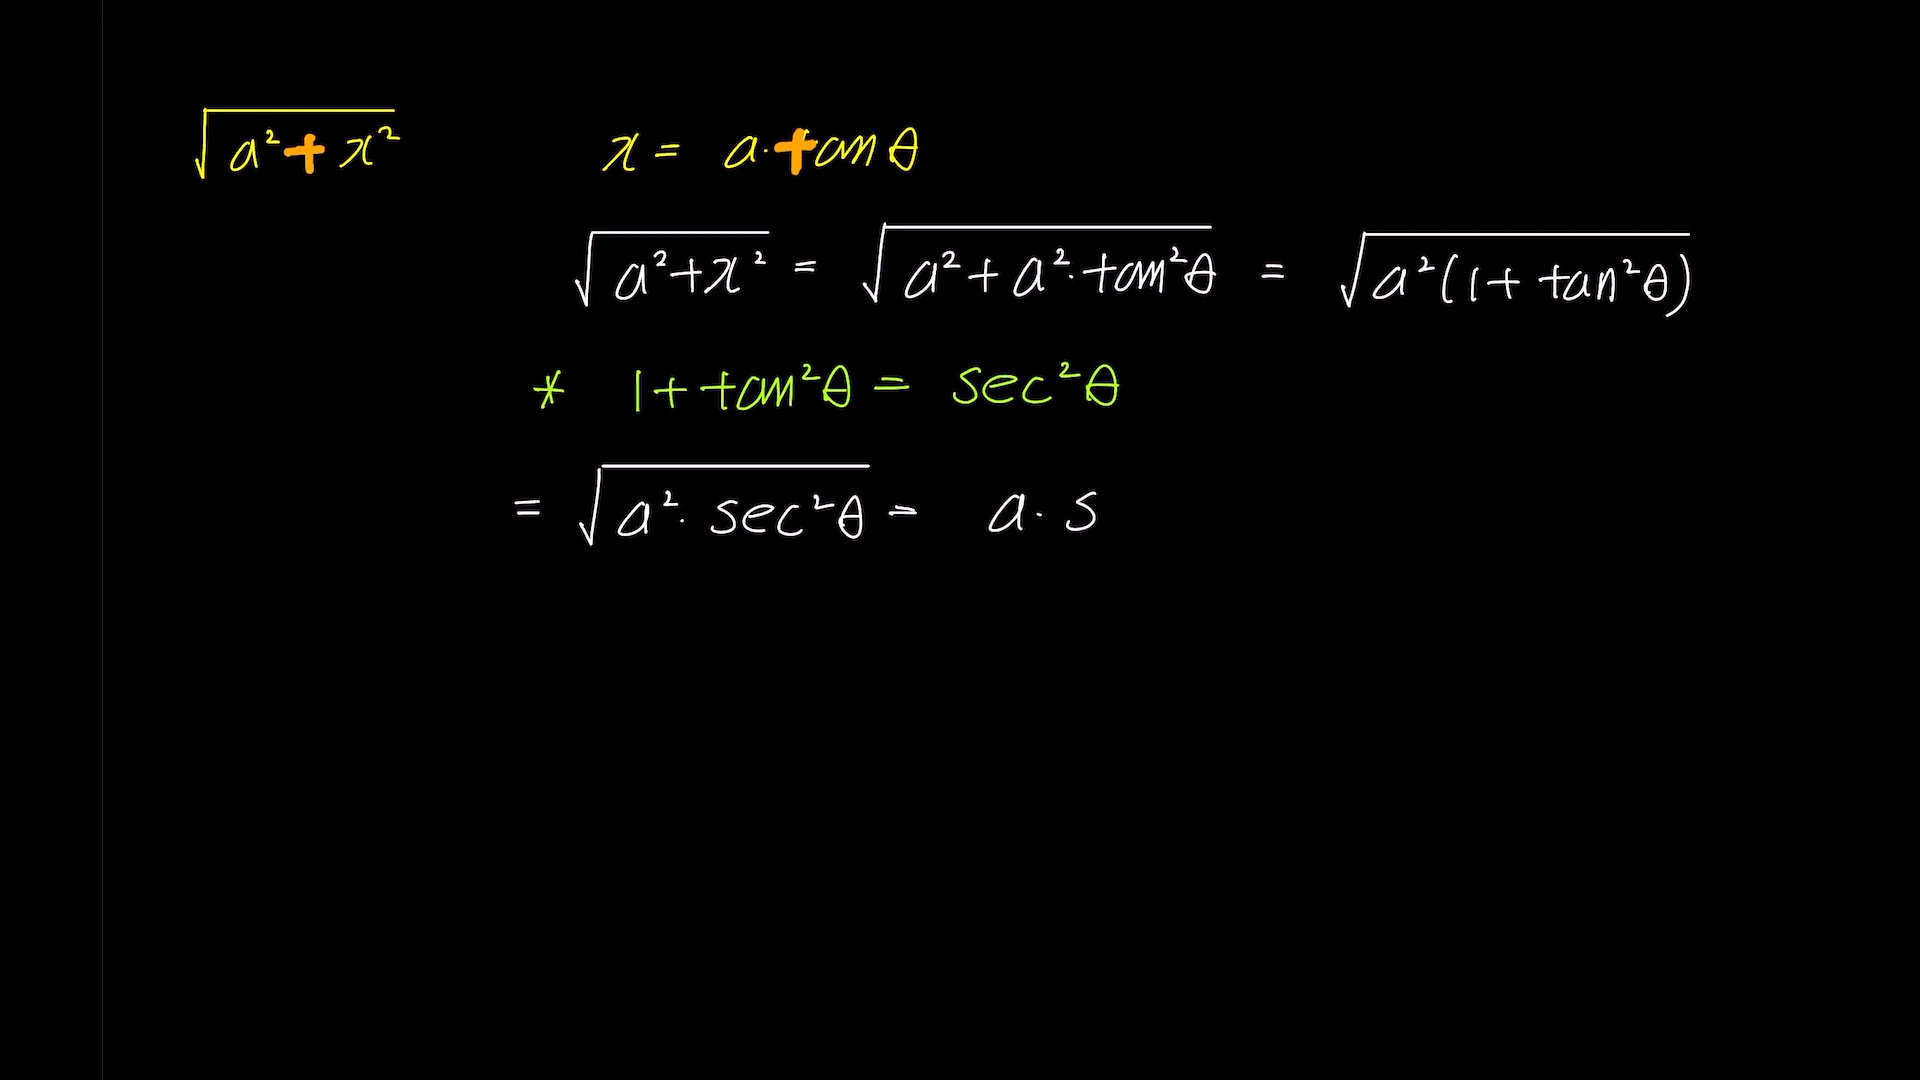 √(a²+x²) x = a·tanθ
√(a²+x²) = √(a²+a²·tan²θ) = √(a²(1+tan²θ))
* 1+tan²θ = sec²θ
= √(a²·sec²θ) = a·s